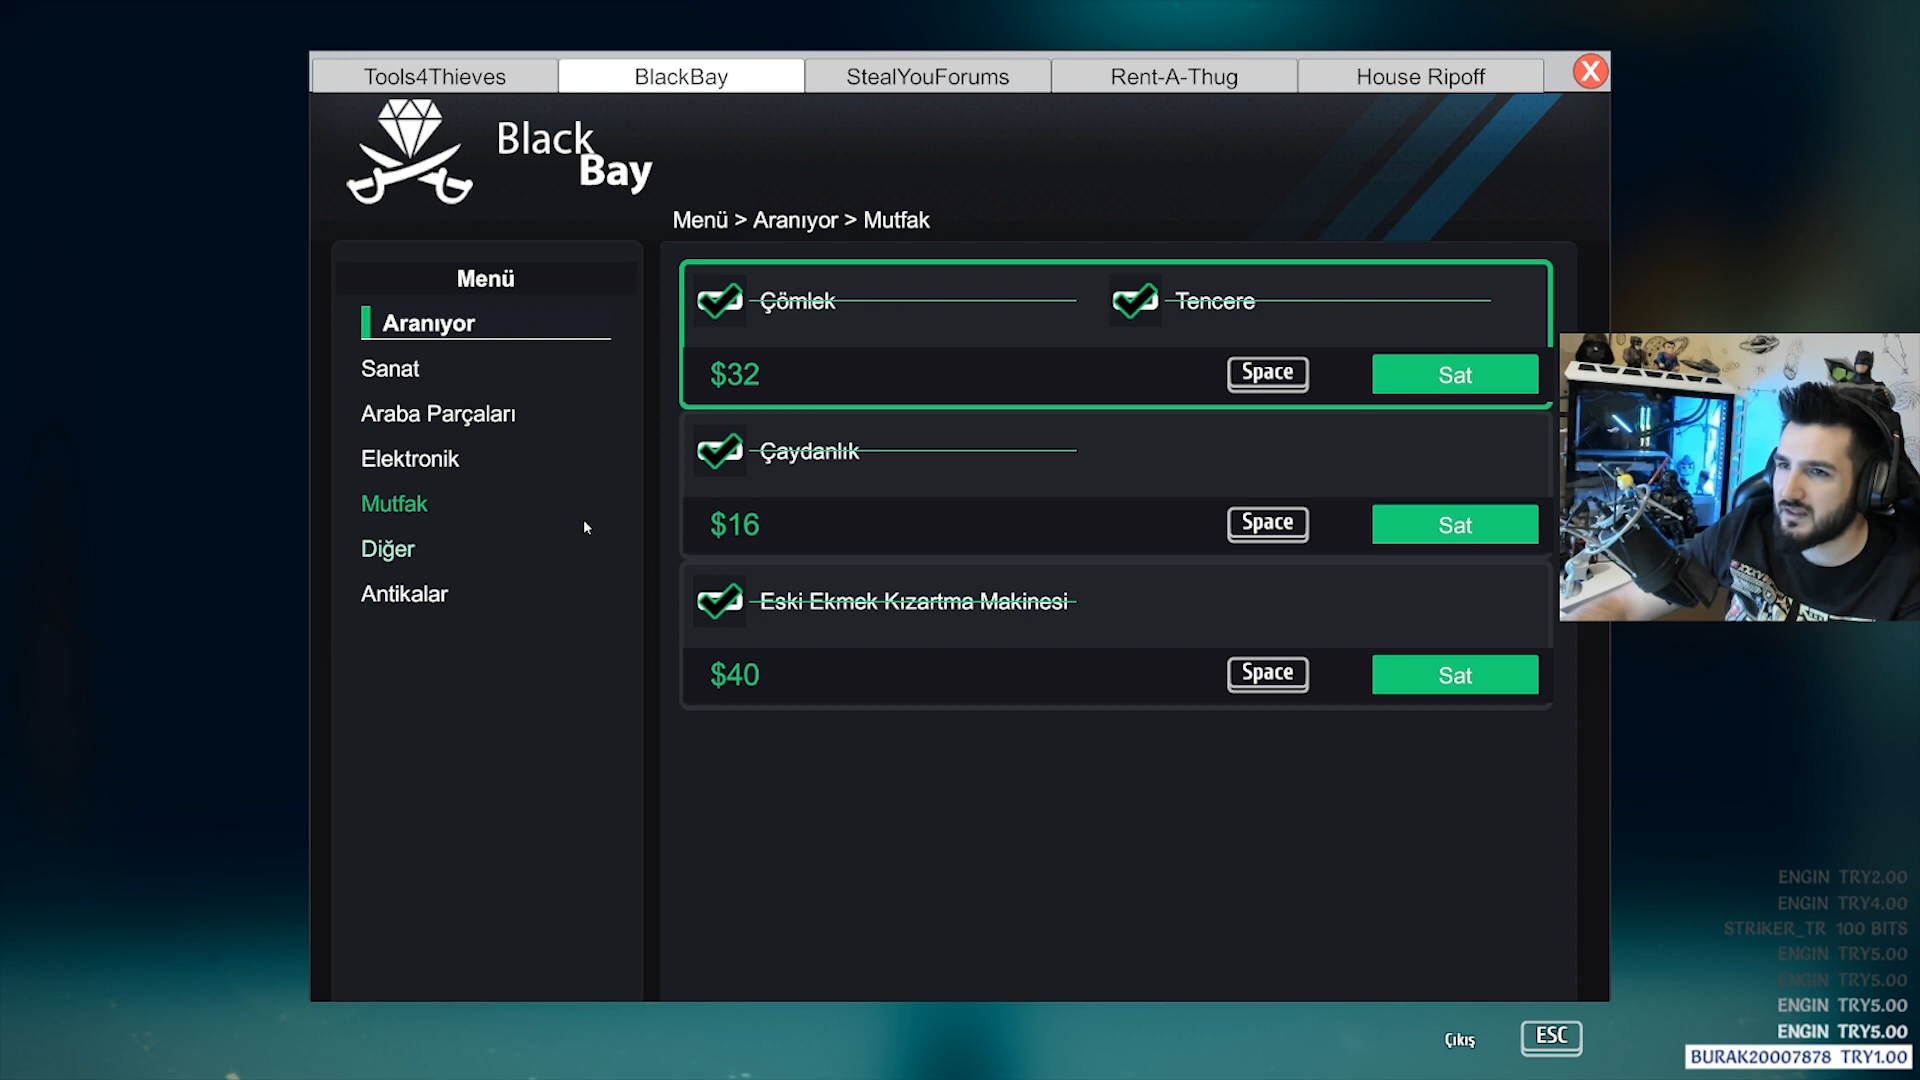 Tools4Thieves
BlackBay
StealYouForums
Rent-A-Thug
House Ripoff
X
Black
Bay
Menü > Aranıyor > Mutfak
Menü
Aranıyor
Sanat
Araba Parçaları
Elektronik
Mutfak
Diğer
Antikalar
Çömlek
Tencere
$32
Space
Sat
Çaydanlık
$16
Space
Sat
Eski Ekmek Kızartma Makinesi
$40
Space
Sat
ENGIN TRY2.00
ENGIN TRY4.00
STRIKER_TR 100 BITS
ENGIN TRY5.00
ENGIN TRY5.00
ENGIN TRY5.00
ENGIN TRY5.00
BURAK20007878 TRY1.00
Çıkış
ESC